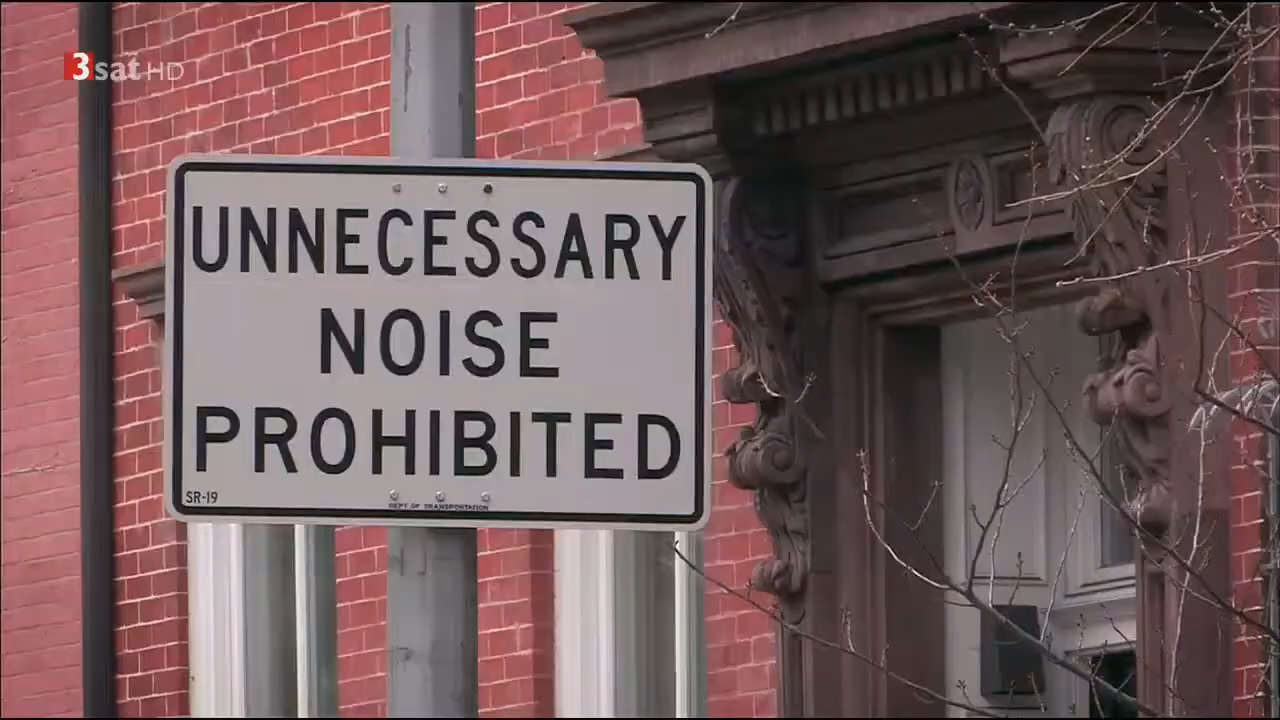 3sat HD
UNNECESSARY
NOISE
PROHIBITED
SR-19
DEPT OF TRANSPORTATION